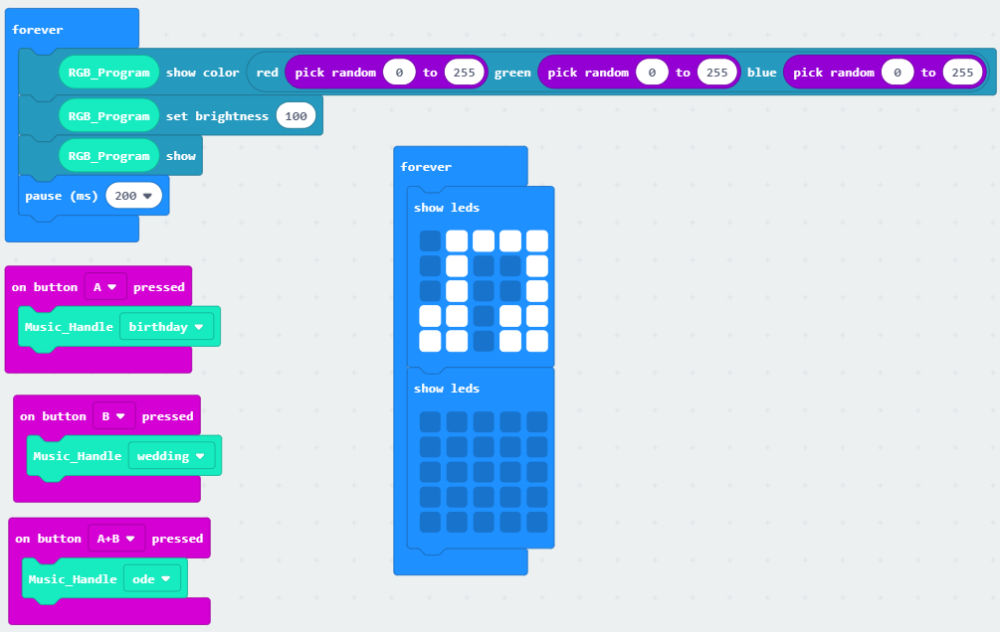 forever
RGB_Program show color red pick random 0 to 255 green pick random 0 to 255 blue pick random 0 to 255
RGB_Program set brightness 100
RGB_Program show
pause (ms) 200
on button A pressed
Music_Handle birthday
on button B pressed
Music_Handle wedding
on button A+B pressed
Music_Handle ode
forever
show leds
show leds